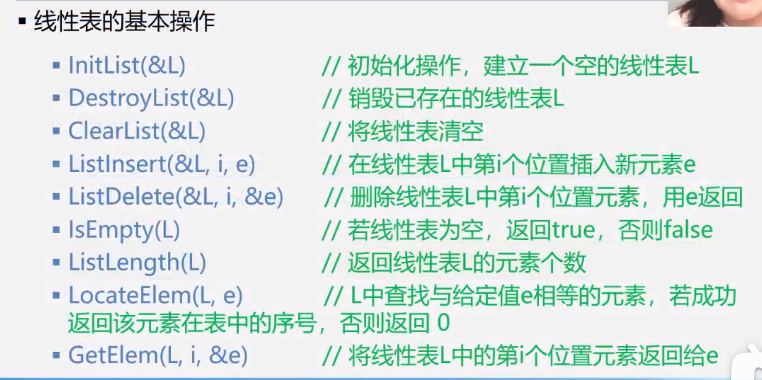 ▪ 线性表的基本操作
▪ InitList(&L) // 初始化操作，建立一个空的线性表L
▪ DestroyList(&L) // 销毁已存在的线性表L
▪ ClearList(&L) // 将线性表清空
▪ ListInsert(&L, i, e) // 在线性表L中第i个位置插入新元素e
▪ ListDelete(&L, i, &e) // 删除线性表L中第i个位置元素，用e返回
▪ IsEmpty(L) // 若线性表为空，返回true，否则false
▪ ListLength(L) // 返回线性表L的元素个数
▪ LocateElem(L, e) // L中查找与给定值e相等的元素，若成功
返回该元素在表中的序号，否则返回 0
▪ GetElem(L, i, &e) // 将线性表L中的第i个位置元素返回给e